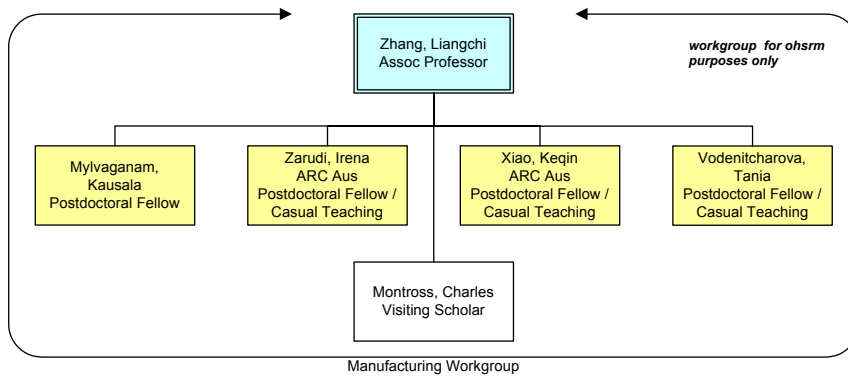 Zhang, Liangchi
Assoc Professor
workgroup for ohsrm
purposes only
Mylvaganam,
Kausala
Postdoctoral Fellow
Zarudi, Irena
ARC Aus
Postdoctoral Fellow /
Casual Teaching
Xiao, Keqin
ARC Aus
Postdoctoral Fellow /
Casual Teaching
Vodenitcharova,
Tania
Postdoctoral Fellow /
Casual Teaching
Montross, Charles
Visiting Scholar
Manufacturing Workgroup